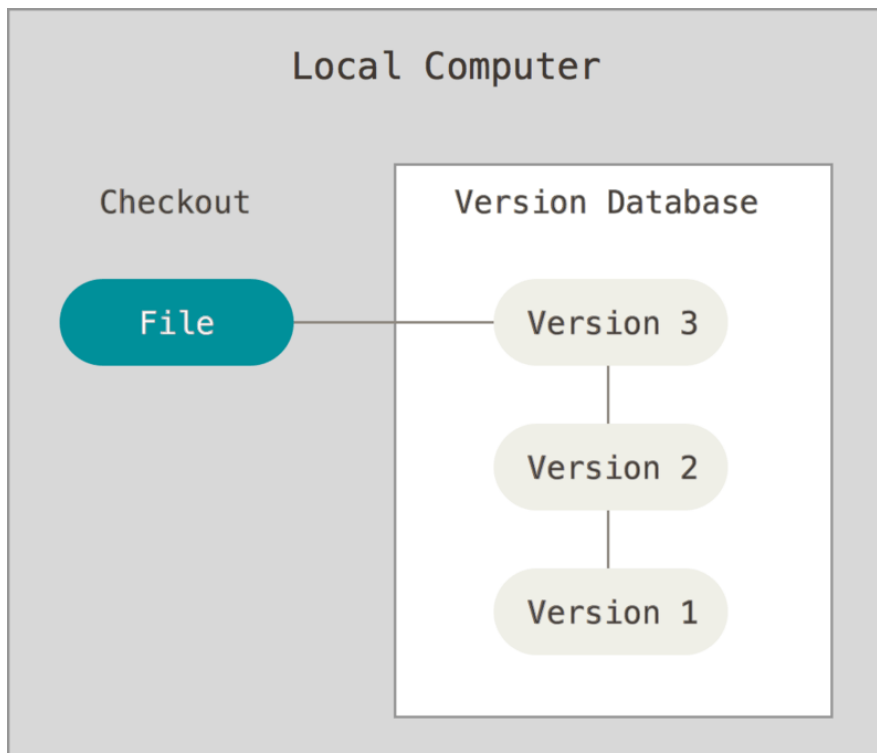 Local Computer
Checkout
Version Database
File
Version 3
Version 2
Version 1